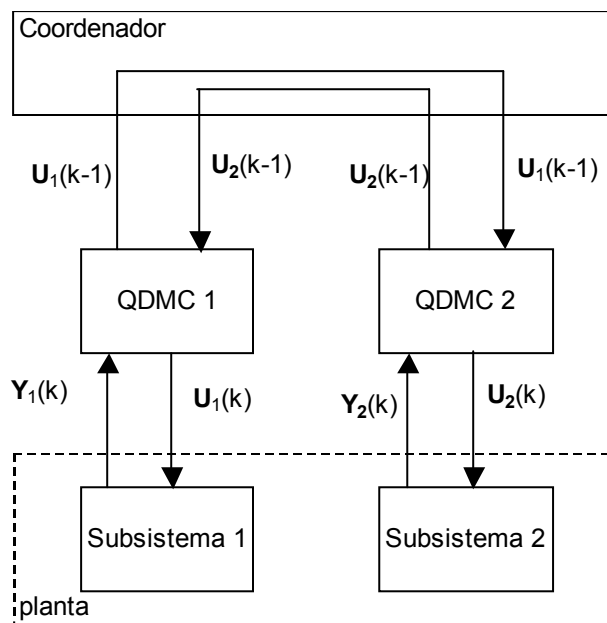 Coordenador
U1(k-1)
U2(k-1)
U2(k-1)
U1(k-1)
QDMC 1
QDMC 2
Y1(k)
U1(k)
Y2(k)
U2(k)
Subsistema 1
Subsistema 2
planta